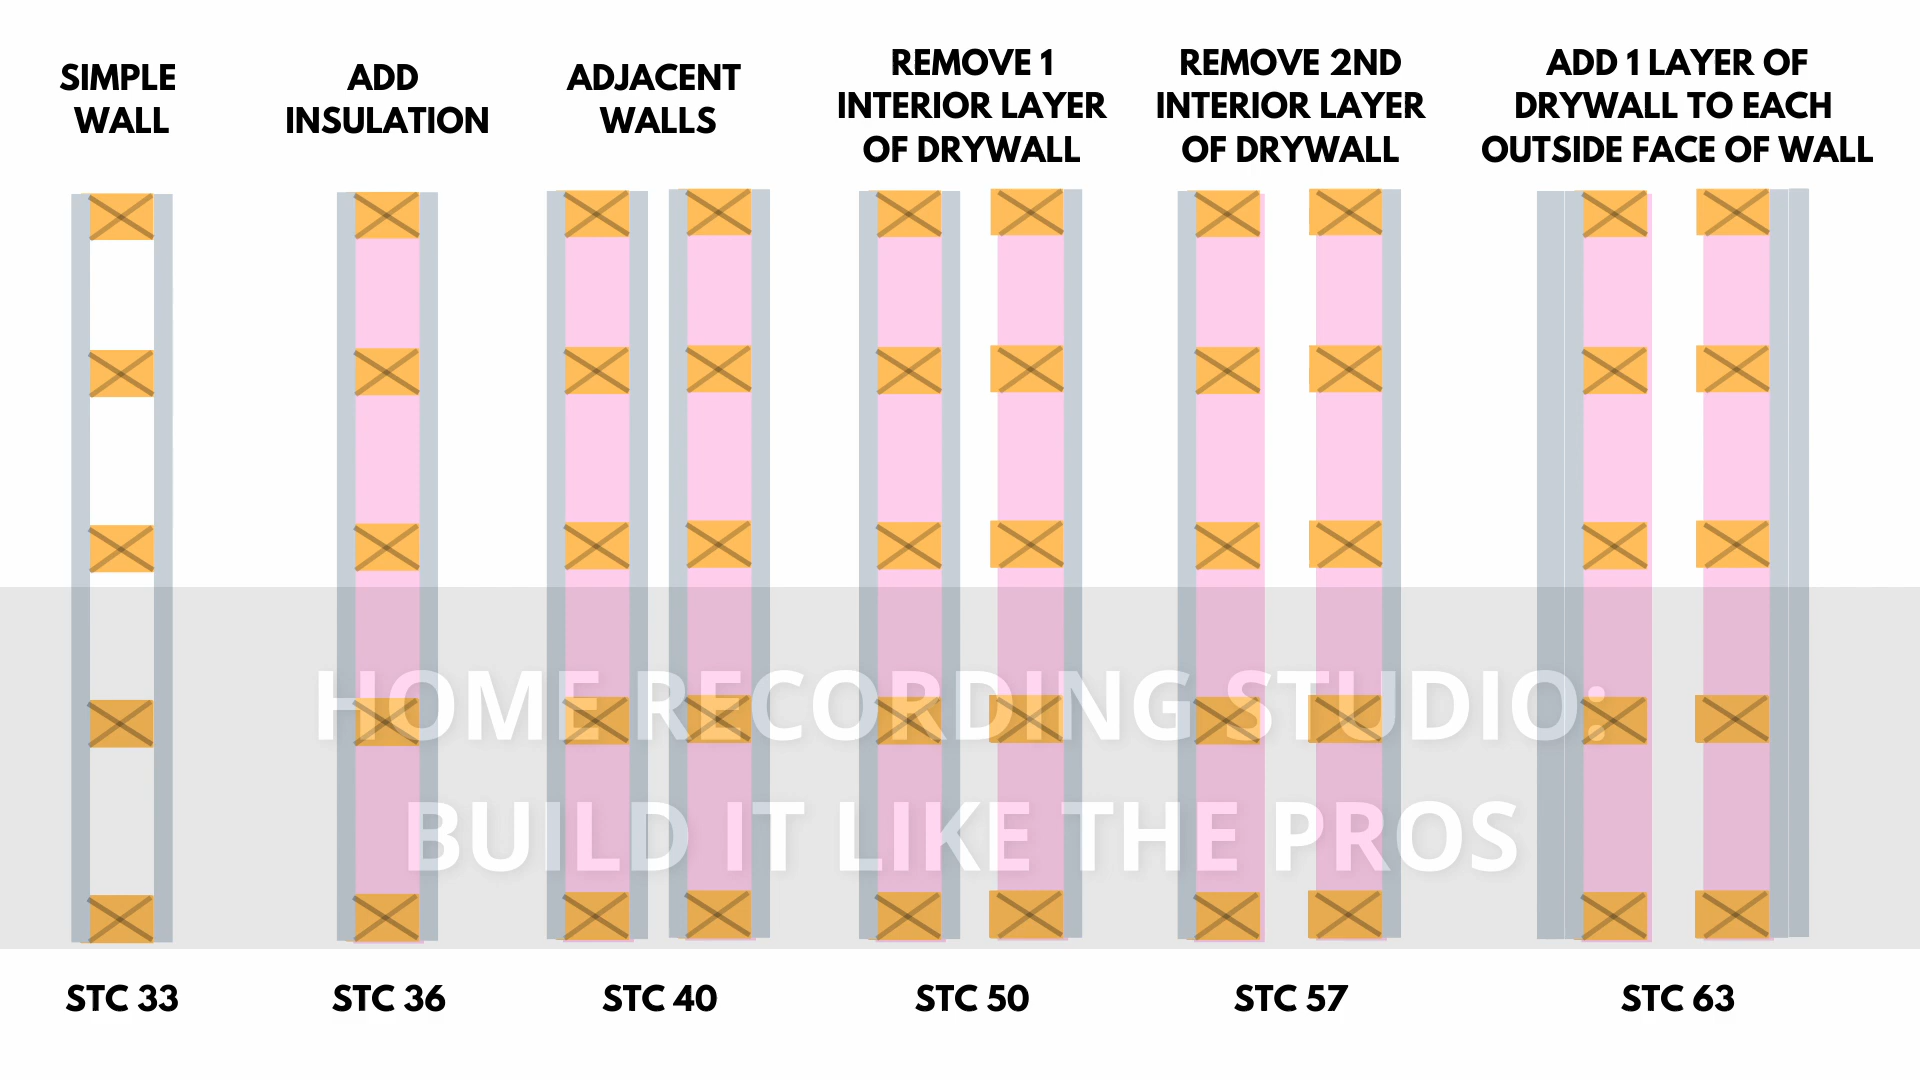 SIMPLE
WALL
ADD
INSULATION
ADJACENT
WALLS
REMOVE 1
INTERIOR LAYER
OF DRYWALL
REMOVE 2ND
INTERIOR LAYER
OF DRYWALL
ADD 1 LAYER OF
DRYWALL TO EACH
OUTSIDE FACE OF WALL
HOME RECORDING STUDIO:
BUILD IT LIKE THE PROS
STC 33
STC 36
STC 40
STC 50
STC 57
STC 63